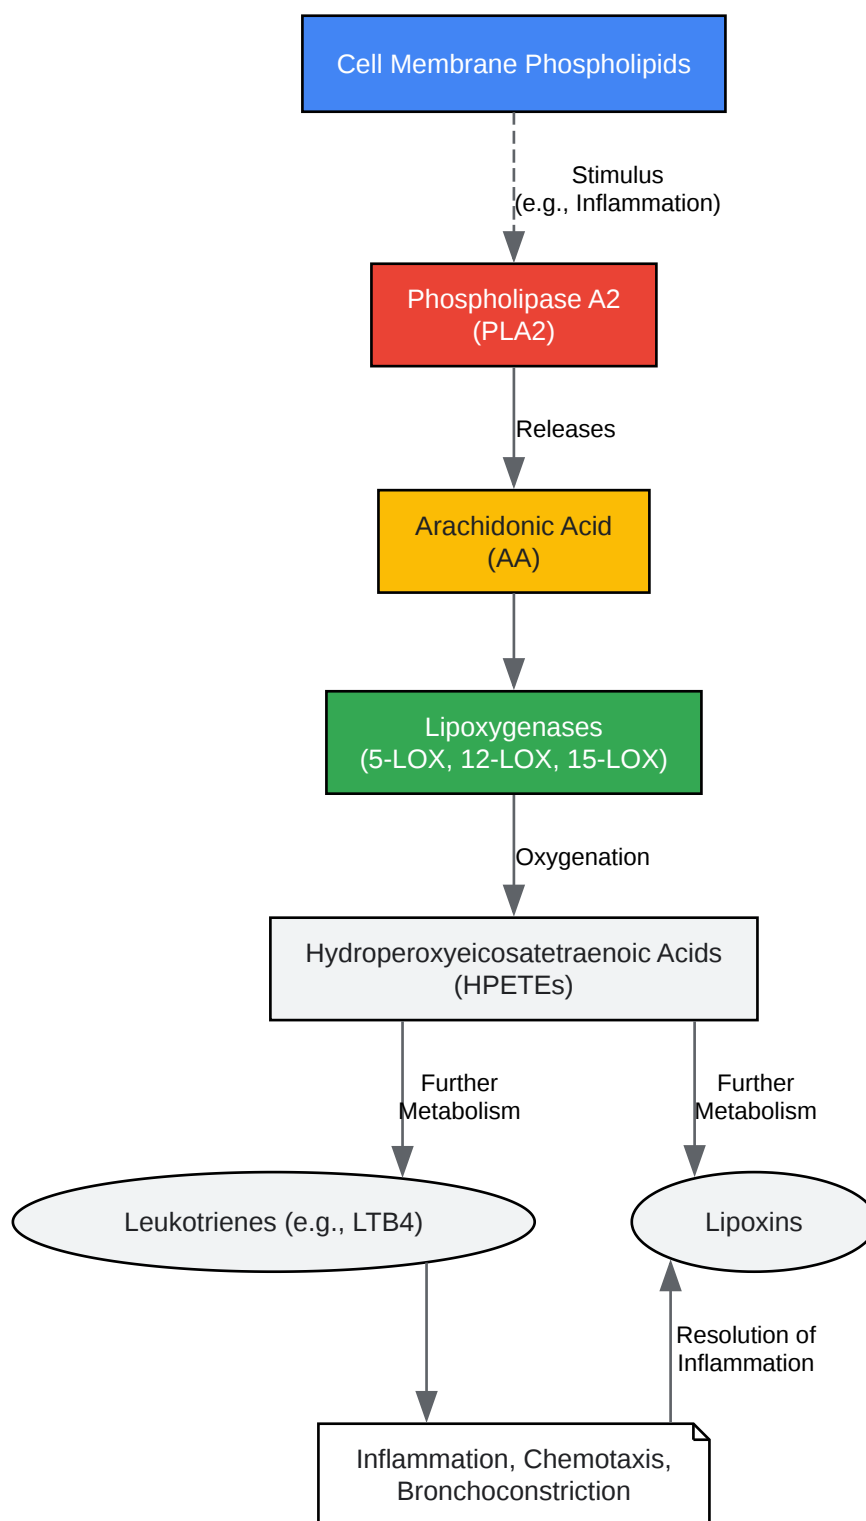 Cell Membrane Phospholipids
Stimulus
(e.g., Inflammation)
Phospholipase A2
(PLA2)
Releases
Arachidonic Acid
(AA)
Lipoxygenases
(5-LOX, 12-LOX, 15-LOX)
Oxygenation
Hydroperoxyeicosatetraenoic Acids
(HPETEs)
Further
Metabolism
Further
Metabolism
Leukotrienes (e.g., LTB4)
Lipoxins
Resolution of
Inflammation
Inflammation, Chemotaxis,
Bronchoconstriction